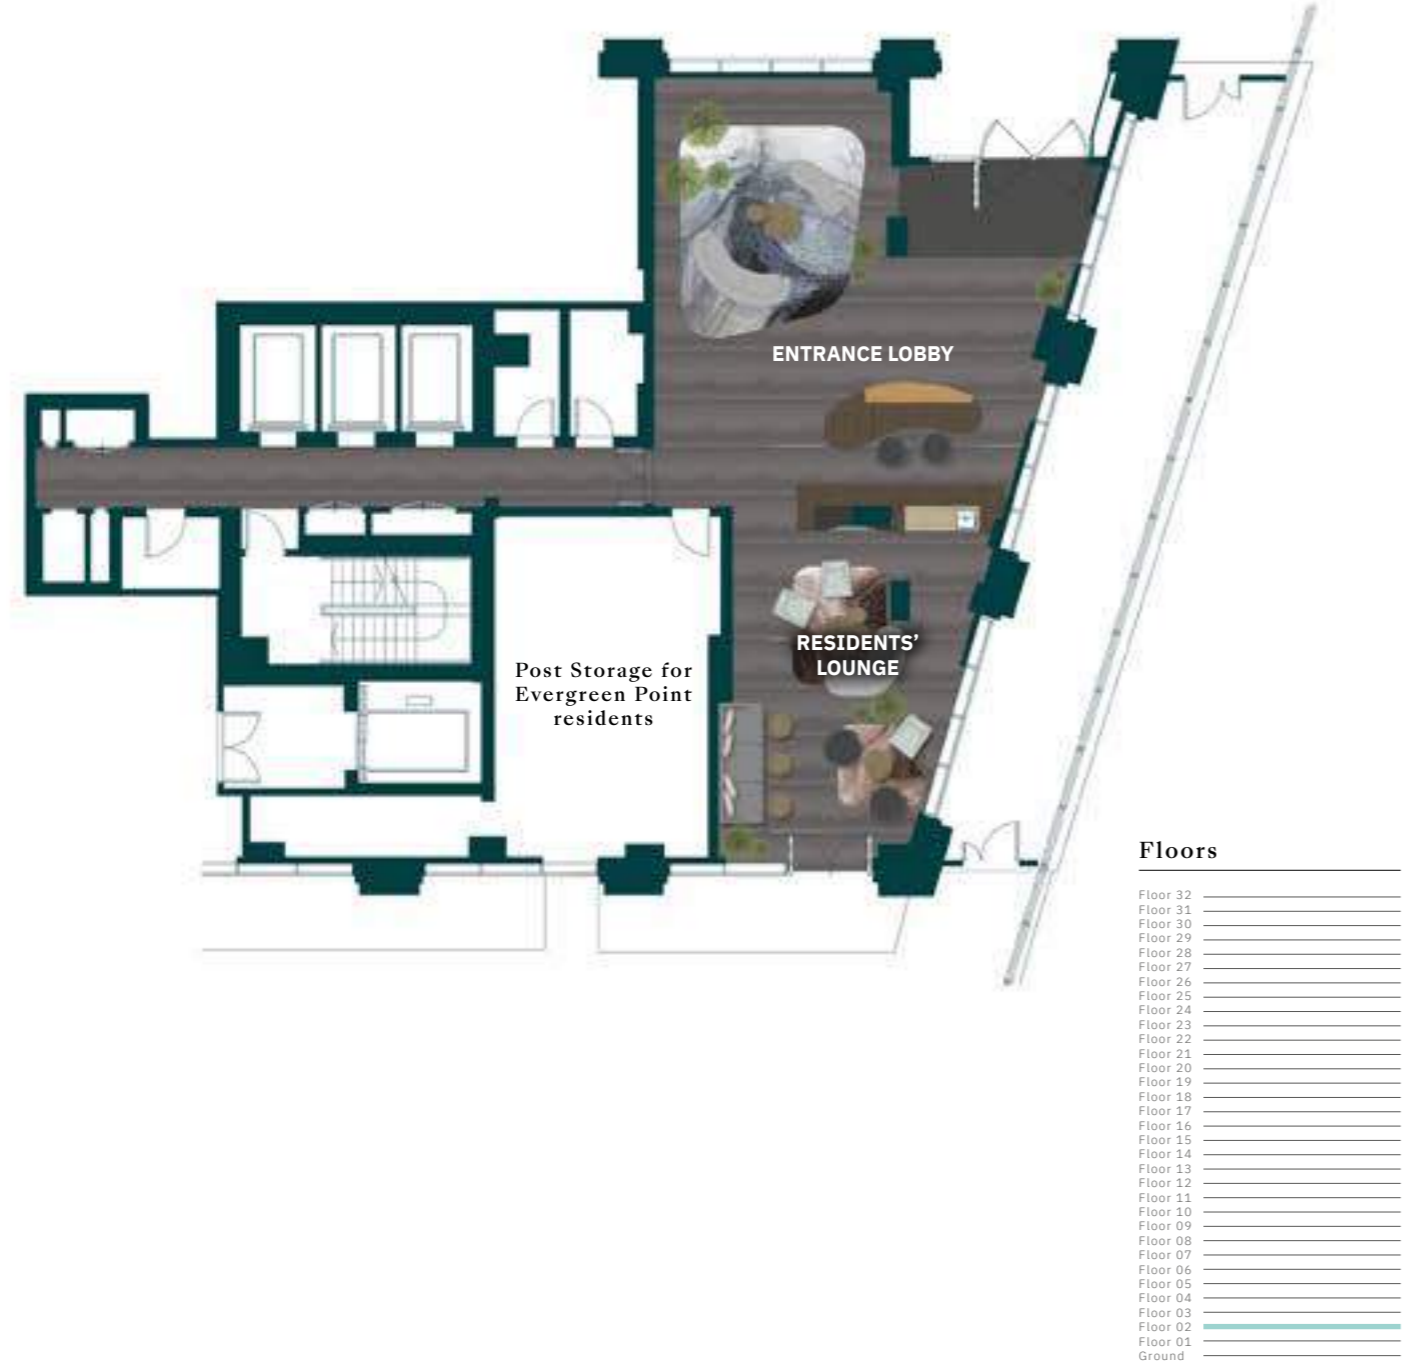 ENTRANCE LOBBY
RESIDENTS’
LOUNGE
Post Storage for
Evergreen Point
residents
Floors
Floor 32
Floor 31
Floor 30
Floor 29
Floor 28
Floor 27
Floor 26
Floor 25
Floor 24
Floor 23
Floor 22
Floor 21
Floor 20
Floor 19
Floor 18
Floor 17
Floor 16
Floor 15
Floor 14
Floor 13
Floor 12
Floor 11
Floor 10
Floor 09
Floor 08
Floor 07
Floor 06
Floor 05
Floor 04
Floor 03
Floor 02
Floor 01
Ground